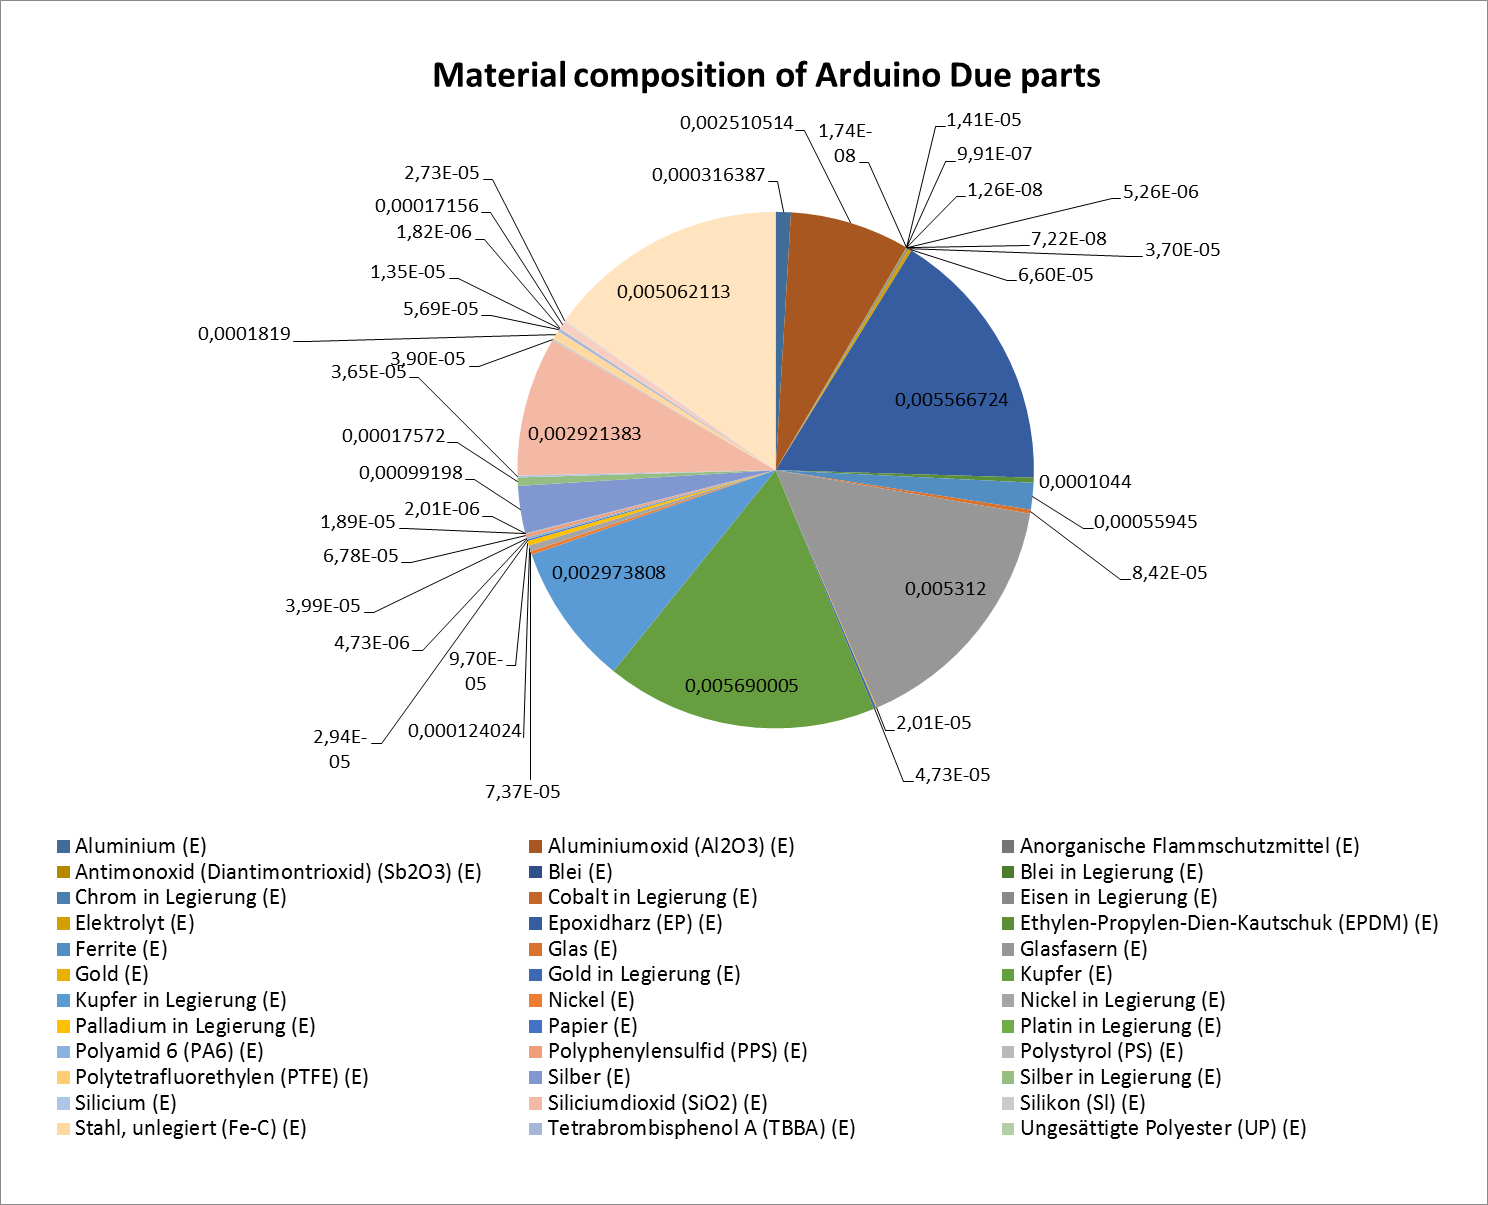 Material composition of Arduino Due parts
0,002510514
1,74E-
08
1,41E-05
9,91E-07
1,26E-08
5,26E-06
7,22E-08
3,70E-05
6,60E-05
0,000316387
2,73E-05
0,00017156
1,82E-06
1,35E-05
5,69E-05
0,0001819
3,90E-05
3,65E-05
0,00017572
0,00099198
2,01E-06
1,89E-05
6,78E-05
3,99E-05
4,73E-06
2,94E-
05
9,70E-
05
0,000124024
7,37E-05
0,005062113
0,005566724
0,002921383
0,0001044
0,00055945
8,42E-05
0,005312
0,002973808
0,005690005
2,01E-05
4,73E-05
Aluminium (E)
Aluminiumoxid (Al2O3) (E)
Anorganische Flammschutzmittel (E)
Antimonoxid (Diantimontrioxid) (Sb2O3) (E)
Blei (E)
Blei in Legierung (E)
Chrom in Legierung (E)
Cobalt in Legierung (E)
Eisen in Legierung (E)
Elektrolyt (E)
Epoxidharz (EP) (E)
Ethylen-Propylen-Dien-Kautschuk (EPDM) (E)
Ferrite (E)
Glas (E)
Glasfasern (E)
Gold (E)
Gold in Legierung (E)
Kupfer (E)
Kupfer in Legierung (E)
Nickel (E)
Nickel in Legierung (E)
Palladium in Legierung (E)
Papier (E)
Platin in Legierung (E)
Polyamid 6 (PA6) (E)
Polyphenylensulfid (PPS) (E)
Polystyrol (PS) (E)
Polytetrafluorethylen (PTFE) (E)
Silber (E)
Silber in Legierung (E)
Silicium (E)
Siliciumdioxid (SiO2) (E)
Silikon (Sl) (E)
Stahl, unlegiert (Fe-C) (E)
Tetrabrombisphenol A (TBBA) (E)
Ungesättigte Polyester (UP) (E)